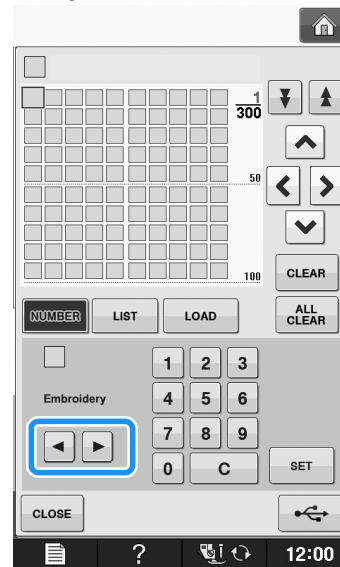 1
300
50
100
CLEAR
NUMBER LIST LOAD ALL CLEAR
1 2 3
Embroidery 4 5 6
7 8 9
0 C SET
CLOSE
? 12:00